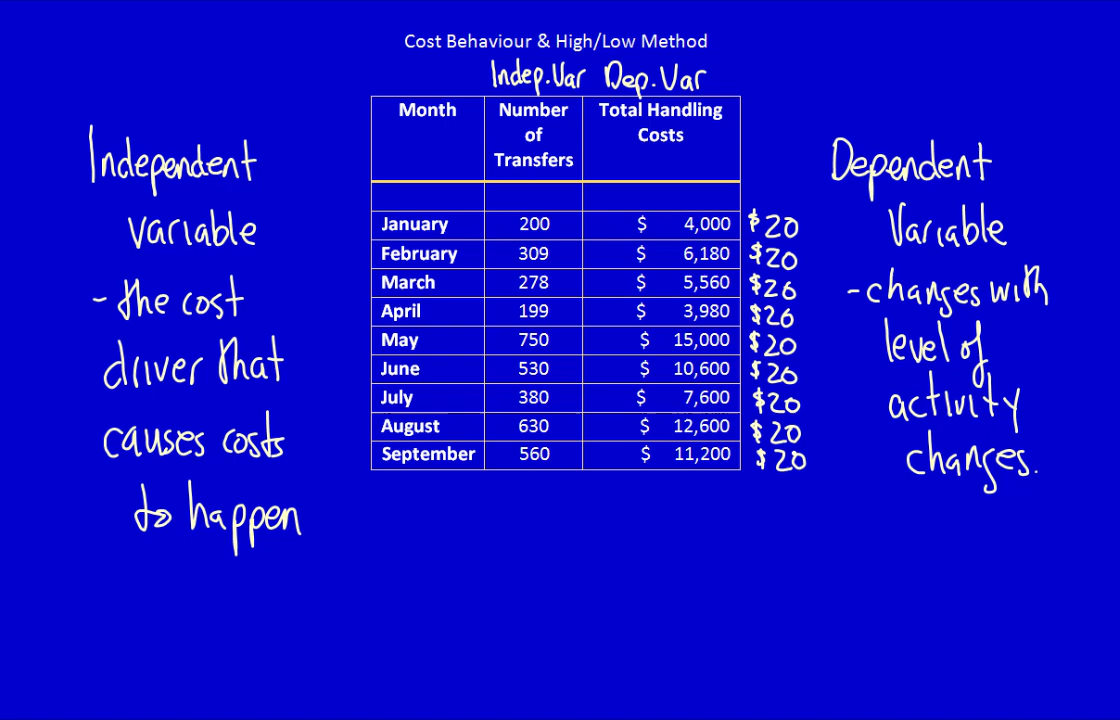 Cost Behaviour & High/Low Method
Indep.Var Dep.Var
Month Number of Transfers Total Handling Costs
January 200 $ 4,000 $20
February 309 $ 6,180 $20
March 278 $ 5,560 $20
April 199 $ 3,980 $20
May 750 $ 15,000 $20
June 530 $ 10,600 $20
July 380 $ 7,600 $20
August 630 $ 12,600 $20
September 560 $ 11,200 $20
Independent
variable
- the cost
driver that
causes costs
to happen
Dependent
Variable
- changes with
level of
activity
changes.